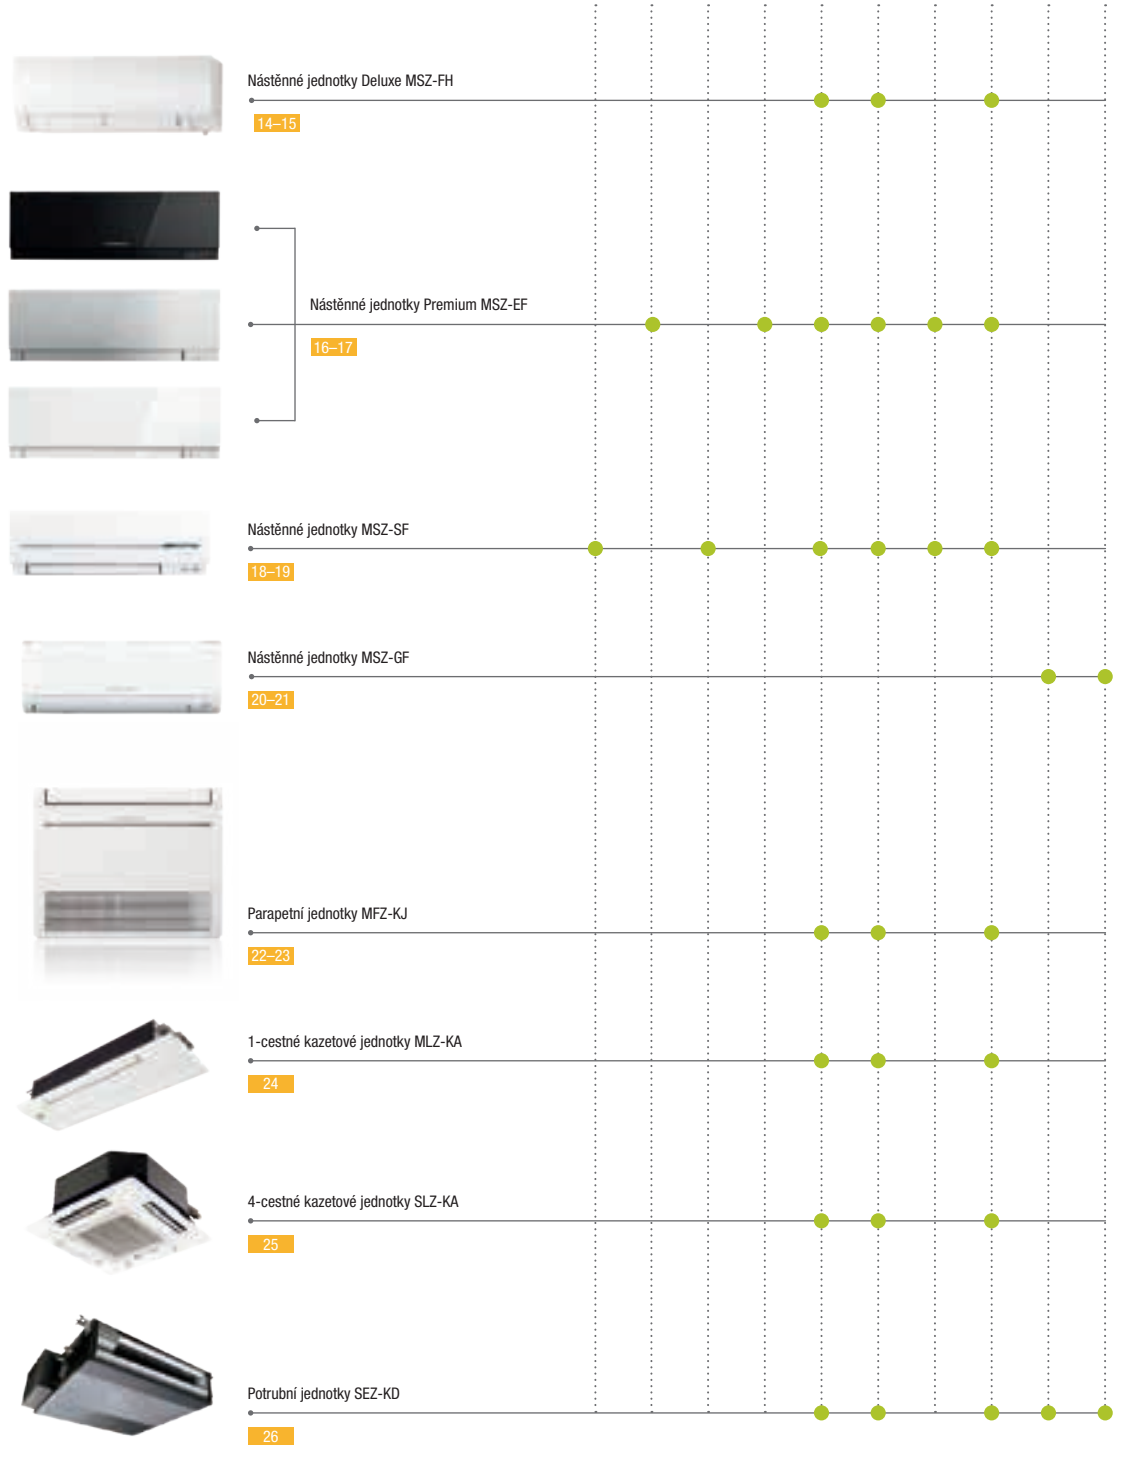 Nástěnné jednotky Deluxe MSZ-FH
14–15
Nástěnné jednotky Premium MSZ-EF
16–17
Nástěnné jednotky MSZ-SF
18–19
Nástěnné jednotky MSZ-GF
20–21
Parapetní jednotky MFZ-KJ
22–23
1-cestné kazetové jednotky MLZ-KA
24
4-cestné kazetové jednotky SLZ-KA
25
Potrubní jednotky SEZ-KD
26